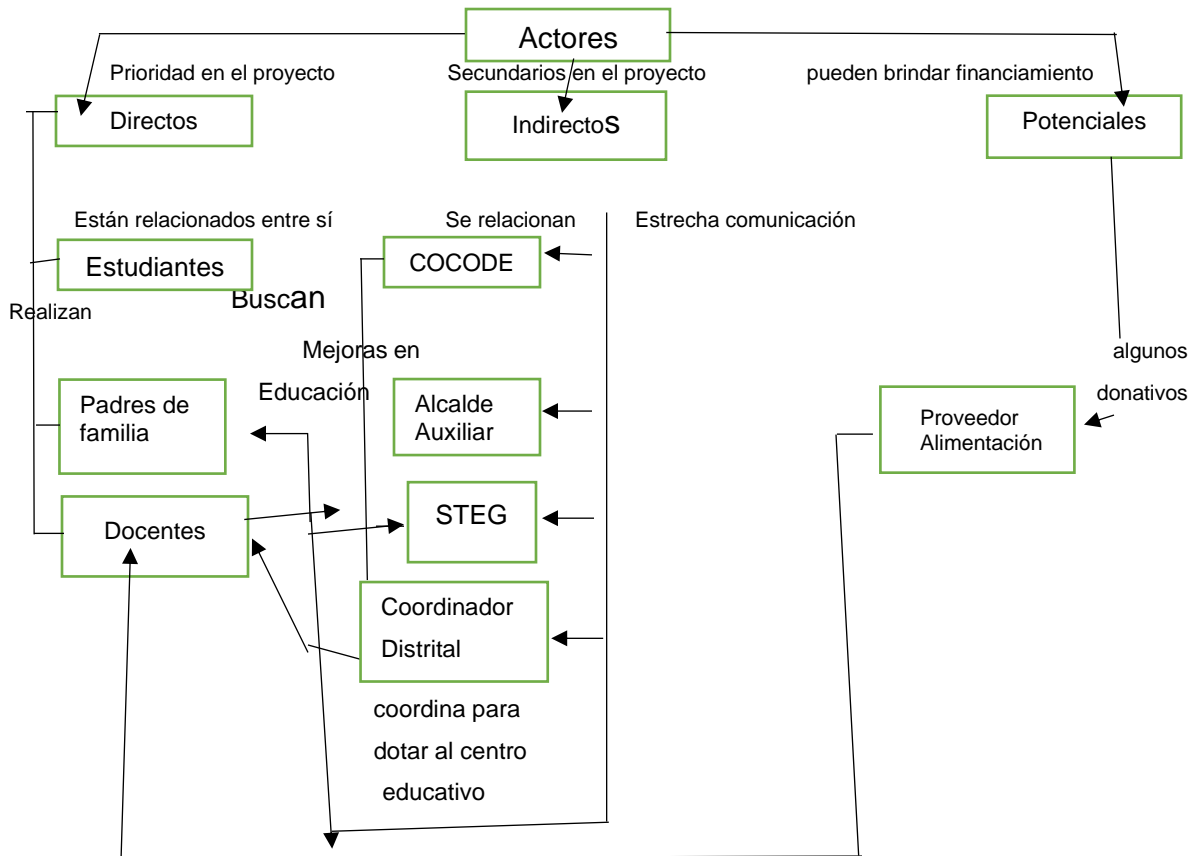 Actores
Prioridad en el proyecto
Secundarios en el proyecto
pueden brindar financiamiento
Directos
Indirectos
Potenciales
Están relacionados entre sí
Se relacionan
Estrecha comunicación
Estudiantes
COCODE
Buscan
Realizan
Mejoras en
Educación
algunos
donativos
Padres de
familia
Alcalde
Auxiliar
Proveedor
Alimentación
Docentes
STEG
Coordinador
Distrital
coordina para
dotar al centro
educativo